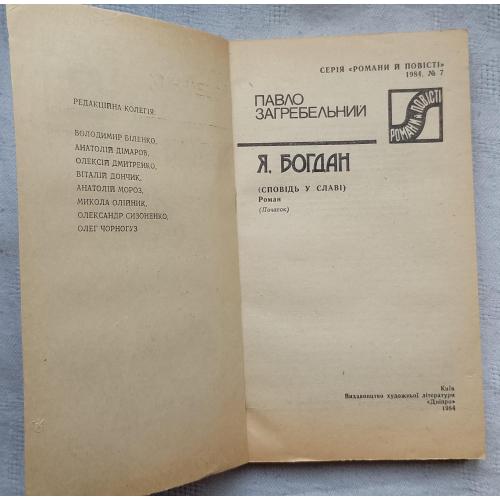 РЕДАКЦІЙНА КОЛЕГІЯ:
ВОЛОДИМИР БІЛЕНКО,
АНАТОЛІЙ ДІМАРОВ,
ОЛЕКСІЙ ДМИТРЕНКО,
ВІТАЛІЙ ДОНЧИК,
АНАТОЛІЙ МОРОЗ,
МИКОЛА ОЛІЙНИК,
ОЛЕКСАНДР СИЗОНЕНКО,
ОЛЕГ ЧОРНОГУЗ
СЕРІЯ «РОМАНИ Й ПОВІСТІ»
1984, № 7
ПАВЛО
ЗАГРЕБЕЛЬНИЙ
РОМАНИ Й ПОВІСТІ
Я, БОГДАН
(СПОВІДЬ У СЛАВІ)
Роман
(Початок)
Київ
Видавництво художньої літератури
«Дніпро»
1984